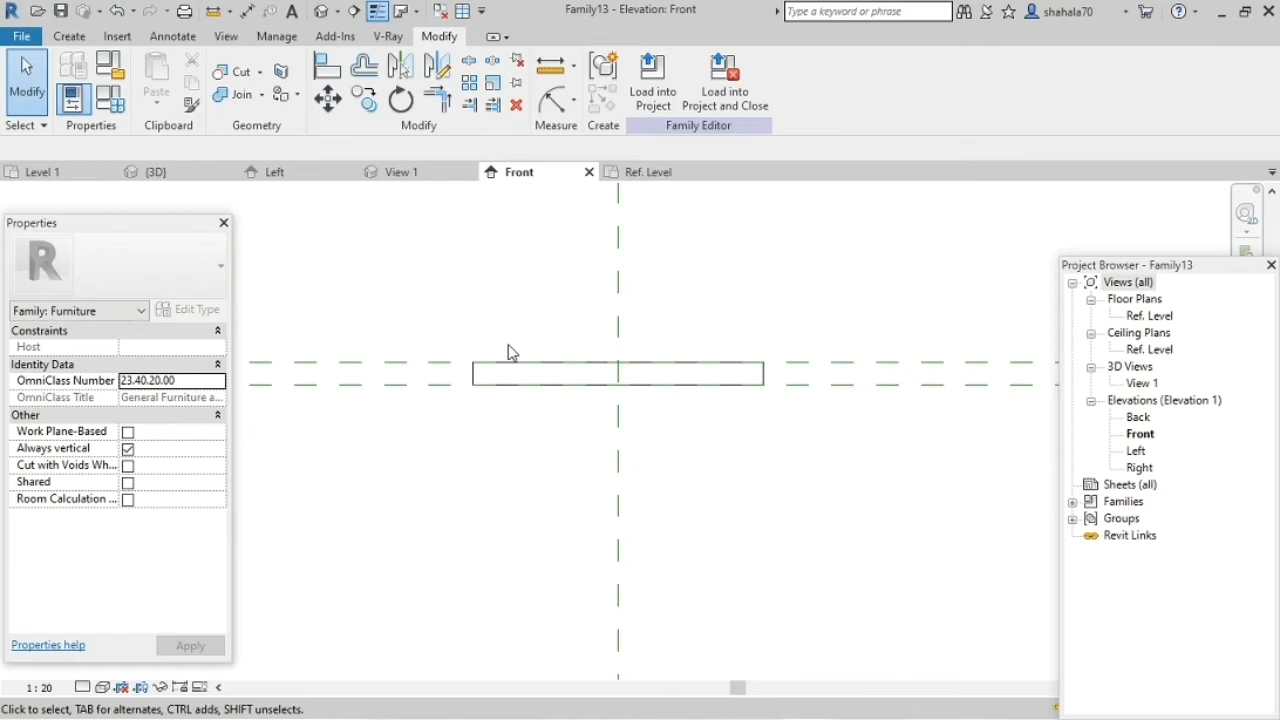 Family13 - Elevation: Front
Type a keyword or phrase
shahala70
File
Create
Insert
Annotate
View
Manage
Add-Ins
V-Ray
Modify
Modify
Paste
Cut
Join
Load into Project
Load into Project and Close
Select
Properties
Clipboard
Geometry
Modify
Measure
Create
Family Editor
Level 1
{3D}
Left
View 1
Front
Ref. Level
Properties
R
Family: Furniture
Edit Type
Constraints
Host
Identity Data
OmniClass Number
23.40.20.00
OmniClass Title
General Furniture a...
Other
Work Plane-Based
Always vertical
Cut with Voids Wh...
Shared
Room Calculation ...
Properties help
Apply
2D
Project Browser - Family13
Views (all)
Floor Plans
Ref. Level
Ceiling Plans
Ref. Level
3D Views
View 1
Elevations (Elevation 1)
Back
Front
Left
Right
Sheets (all)
Families
Groups
Revit Links
1 : 20
Click to select, TAB for alternates, CTRL adds, SHIFT unselects.